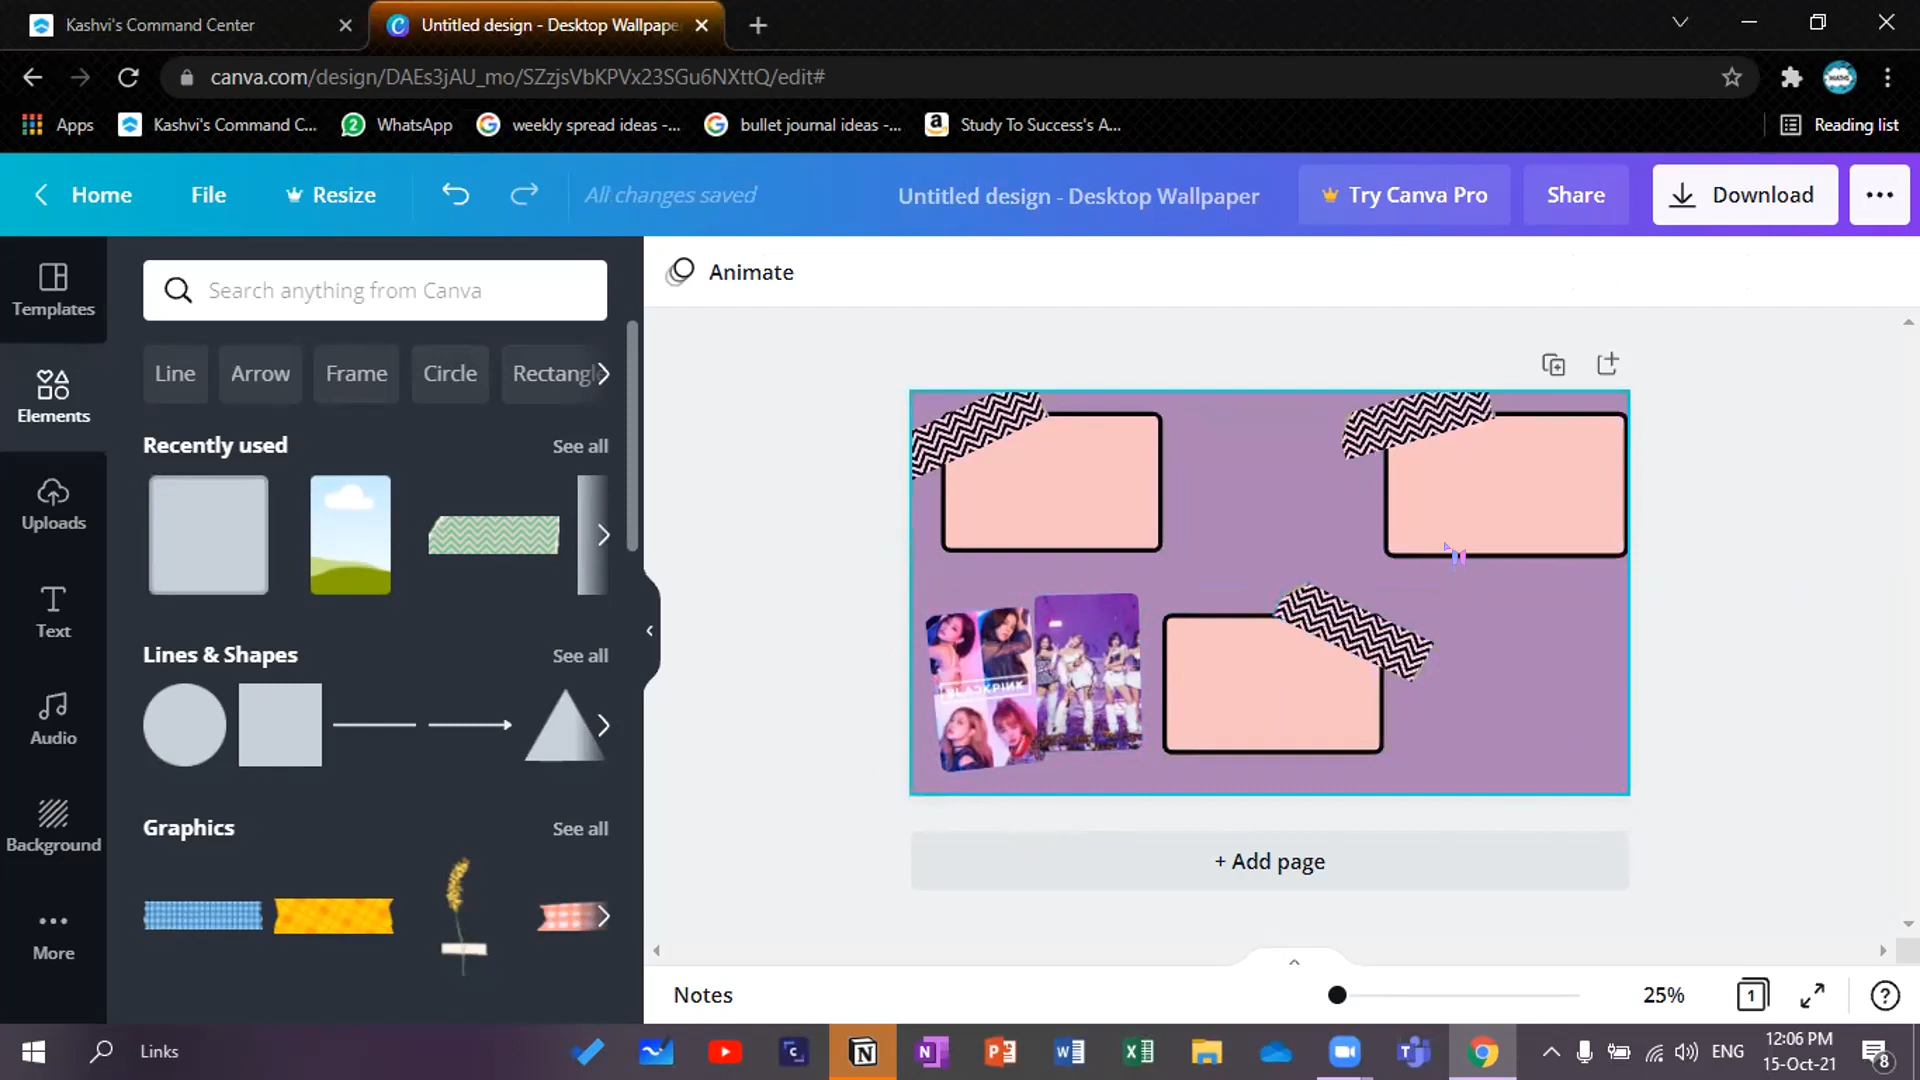 Kashvi's Command Center
Untitled design - Desktop Wallpape
canva.com/design/DAEs3jAU_mo/SZzjsVbKPVx23SGu6NXttQ/edit#
Apps
Kashvi's Command C...
WhatsApp
weekly spread ideas -...
bullet journal ideas -...
Study To Success's A...
Reading list
Home
File
Resize
All changes saved
Untitled design - Desktop Wallpaper
Try Canva Pro
Share
Download
Templates
Elements
Uploads
Text
Audio
Background
More
Search anything from Canva
Line
Arrow
Frame
Circle
Rectangle
Recently used
See all
Lines & Shapes
See all
Graphics
See all
Animate
BLACKPINK
+ Add page
Notes
25%
1
Links
ENG
12:06 PM
15-Oct-21
8